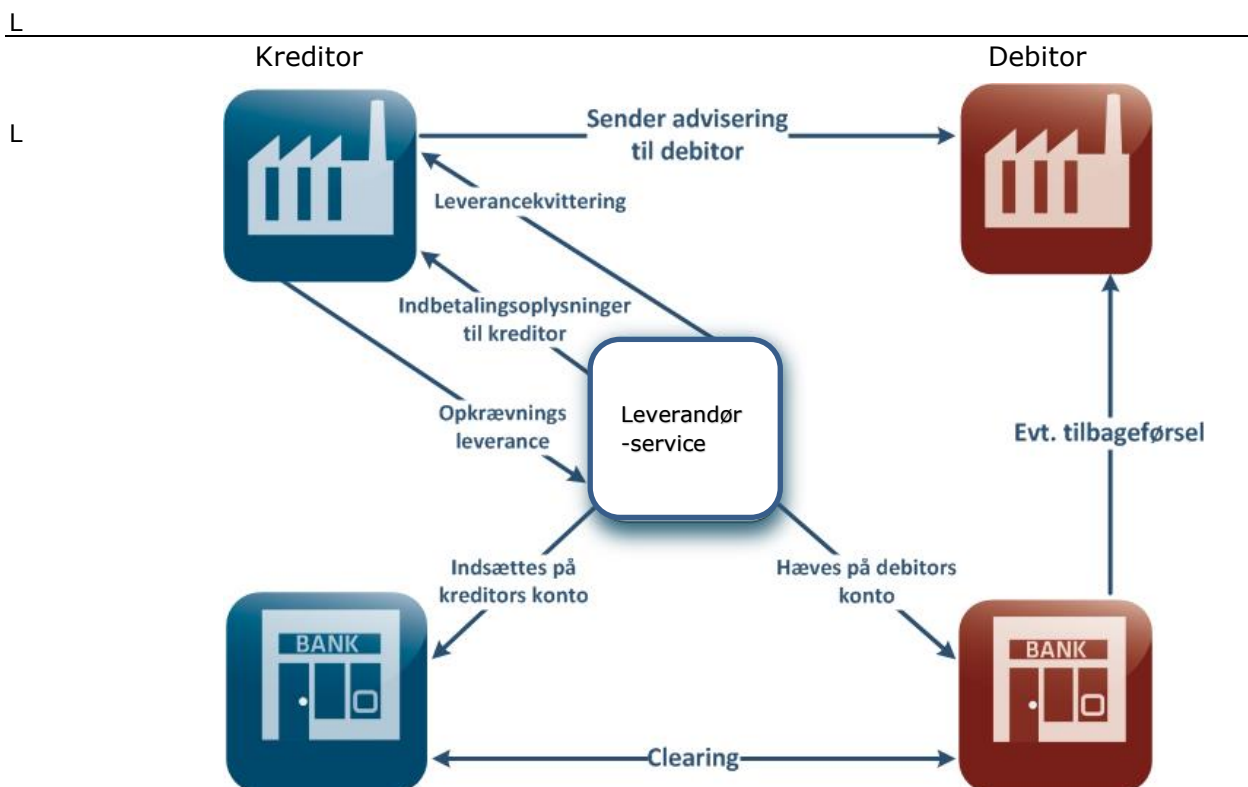 L
Kreditor
Debitor
L
Sender advisering
til debitor
Leverancekvittering
Indbetalingsoplysninger
til kreditor
Opkrævnings
leverance
Leverandør
-service
Evt. tilbageførsel
Indsættes på
kreditors konto
Hæves på debitors
konto
BANK
BANK
Clearing